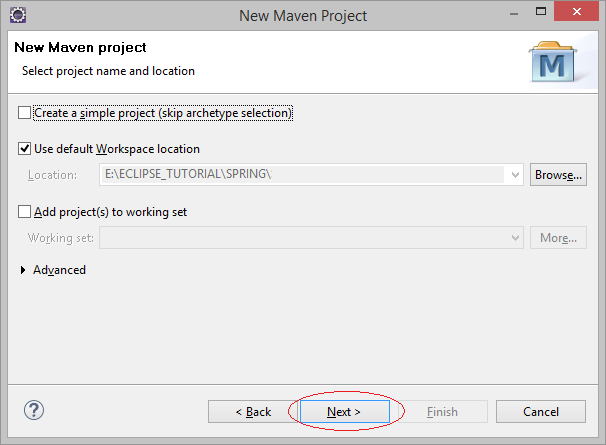 New Maven Project
New Maven project
Select project name and location
M
Create a simple project (skip archetype selection)
Use default Workspace location
Location: E:\ECLIPSE_TUTORIAL\SPRING\ Browse...
Add project(s) to working set
Working set: More...
Advanced
? < Back Next > Finish Cancel